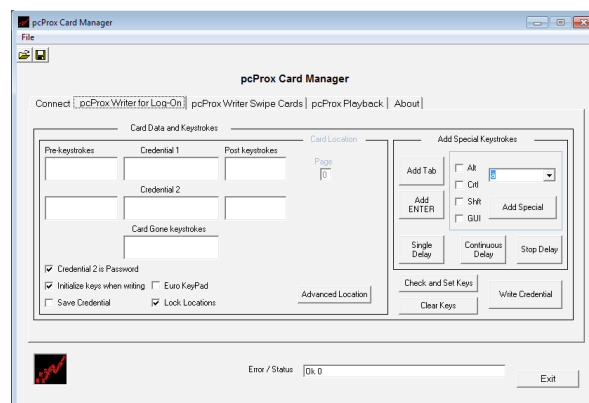 pcProx Card Manager
File
pcProx Card Manager
Connect pcProx Writer for Log-On pcProx Writer Swipe Cards pcProx Playback About
Card Data and Keystrokes
Pre-keystrokes Credential 1 Post keystrokes
Credential 2
Card Gone keystrokes
Card Location
Page
0
Credential 2 is Password
Initialize keys when writing Euro KeyPad
Save Credential Lock Locations
Advanced Location
Add Special Keystrokes
Add Tab
Add
ENTER
Alt
Crtl
Shft
GUI
a
Add Special
Single
Delay
Continuous
Delay
Stop Delay
Check and Set Keys
Clear Keys
Write Credential
Error / Status Ok 0
Exit